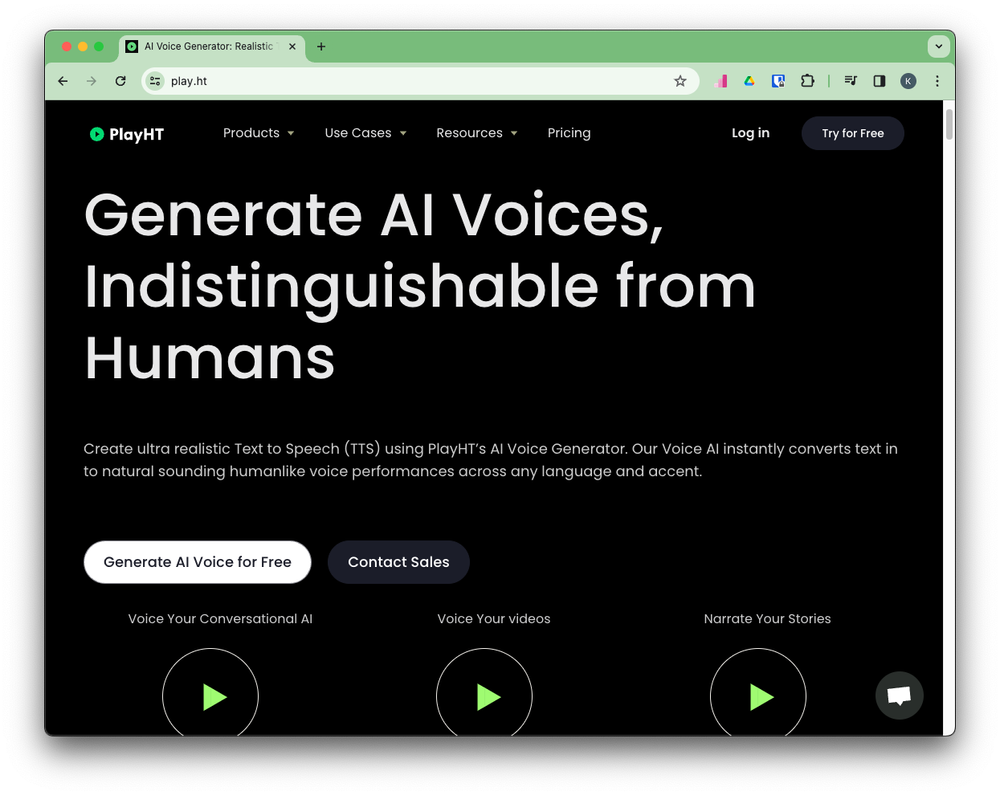 AI Voice Generator: Realistic
play.ht
K
PlayHT
Products
Use Cases
Resources
Pricing
Log in
Try for Free
Generate AI Voices,
Indistinguishable from
Humans
Create ultra realistic Text to Speech (TTS) using PlayHT’s AI Voice Generator. Our Voice AI instantly converts text in
to natural sounding humanlike voice performances across any language and accent.
Generate AI Voice for Free
Contact Sales
Voice Your Conversational AI
Voice Your videos
Narrate Your Stories